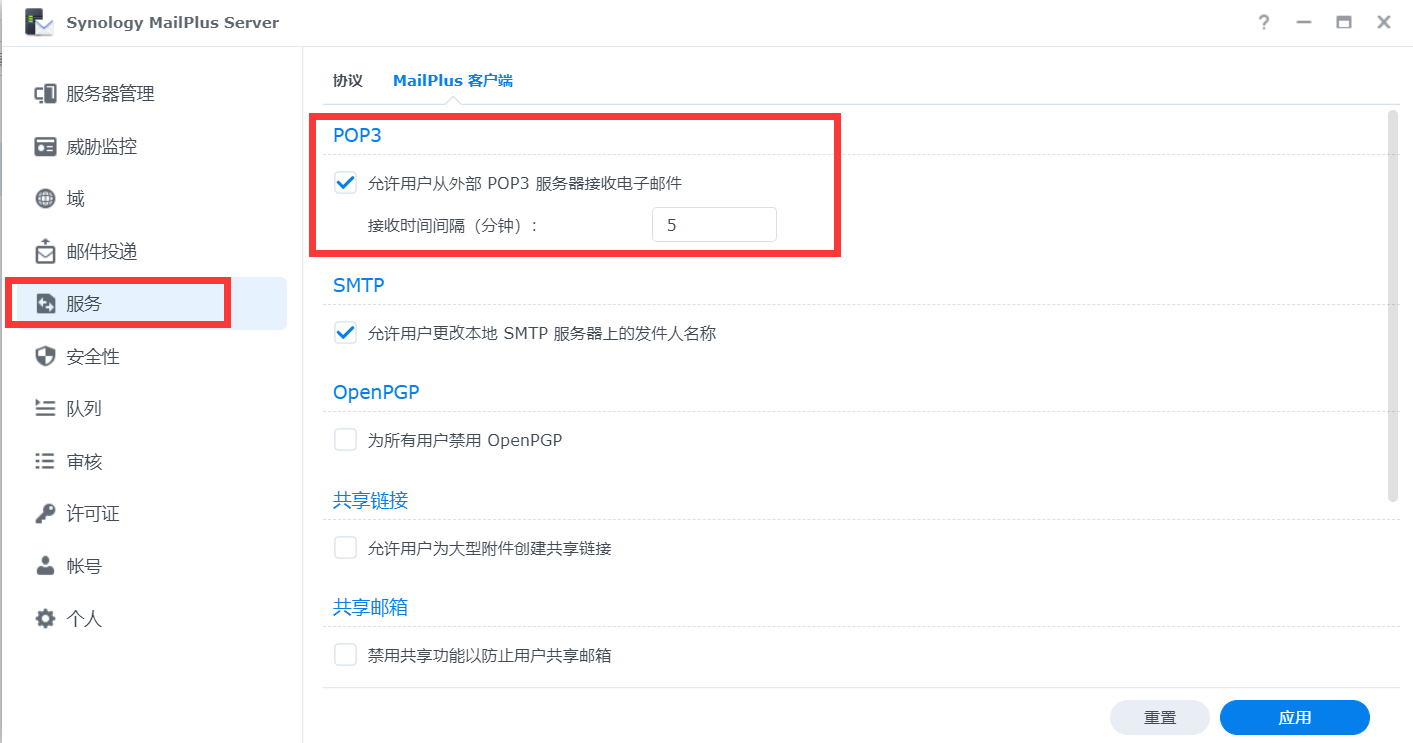 Synology MailPlus Server
服务器管理
威胁监控
域
邮件投递
服务
安全性
队列
审核
许可证
帐号
个人
协议 MailPlus 客户端
POP3
允许用户从外部 POP3 服务器接收电子邮件
接收时间间隔（分钟）: 5
SMTP
允许用户更改本地 SMTP 服务器上的发件人名称
OpenPGP
为所有用户禁用 OpenPGP
共享链接
允许用户为大型附件创建共享链接
共享邮箱
禁用共享功能以防止用户共享邮箱
重置 应用